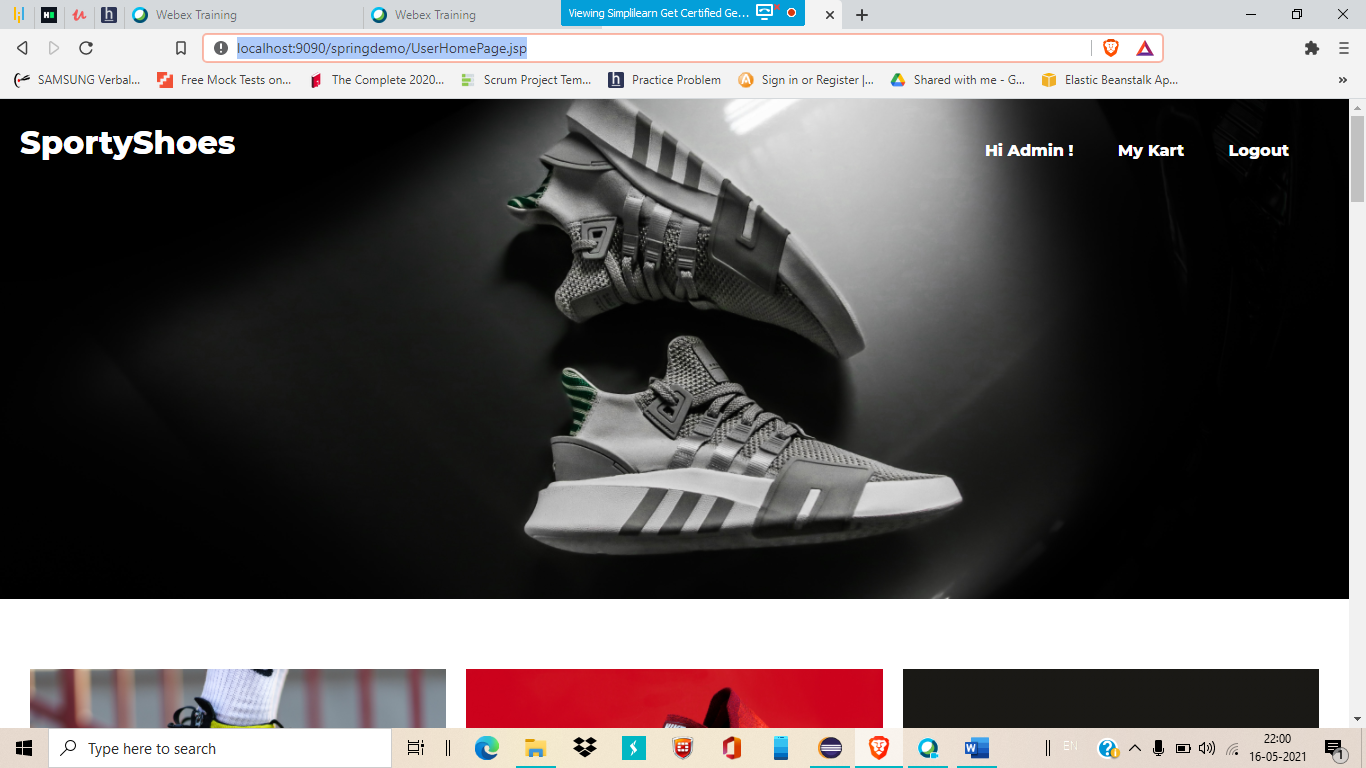 Webex Training
Webex Training
Viewing Simplilearn Get Certified Ge...
localhost:9090/springdemo/UserHomePage.jsp
SAMSUNG Verbal...
Free Mock Tests on...
The Complete 2020...
Scrum Project Tem...
Practice Problem
Sign in or Register |...
Shared with me - G...
Elastic Beanstalk Ap...
SportyShoes
Hi Admin !
My Kart
Logout
Type here to search
EN
22:00
16-05-2021
1